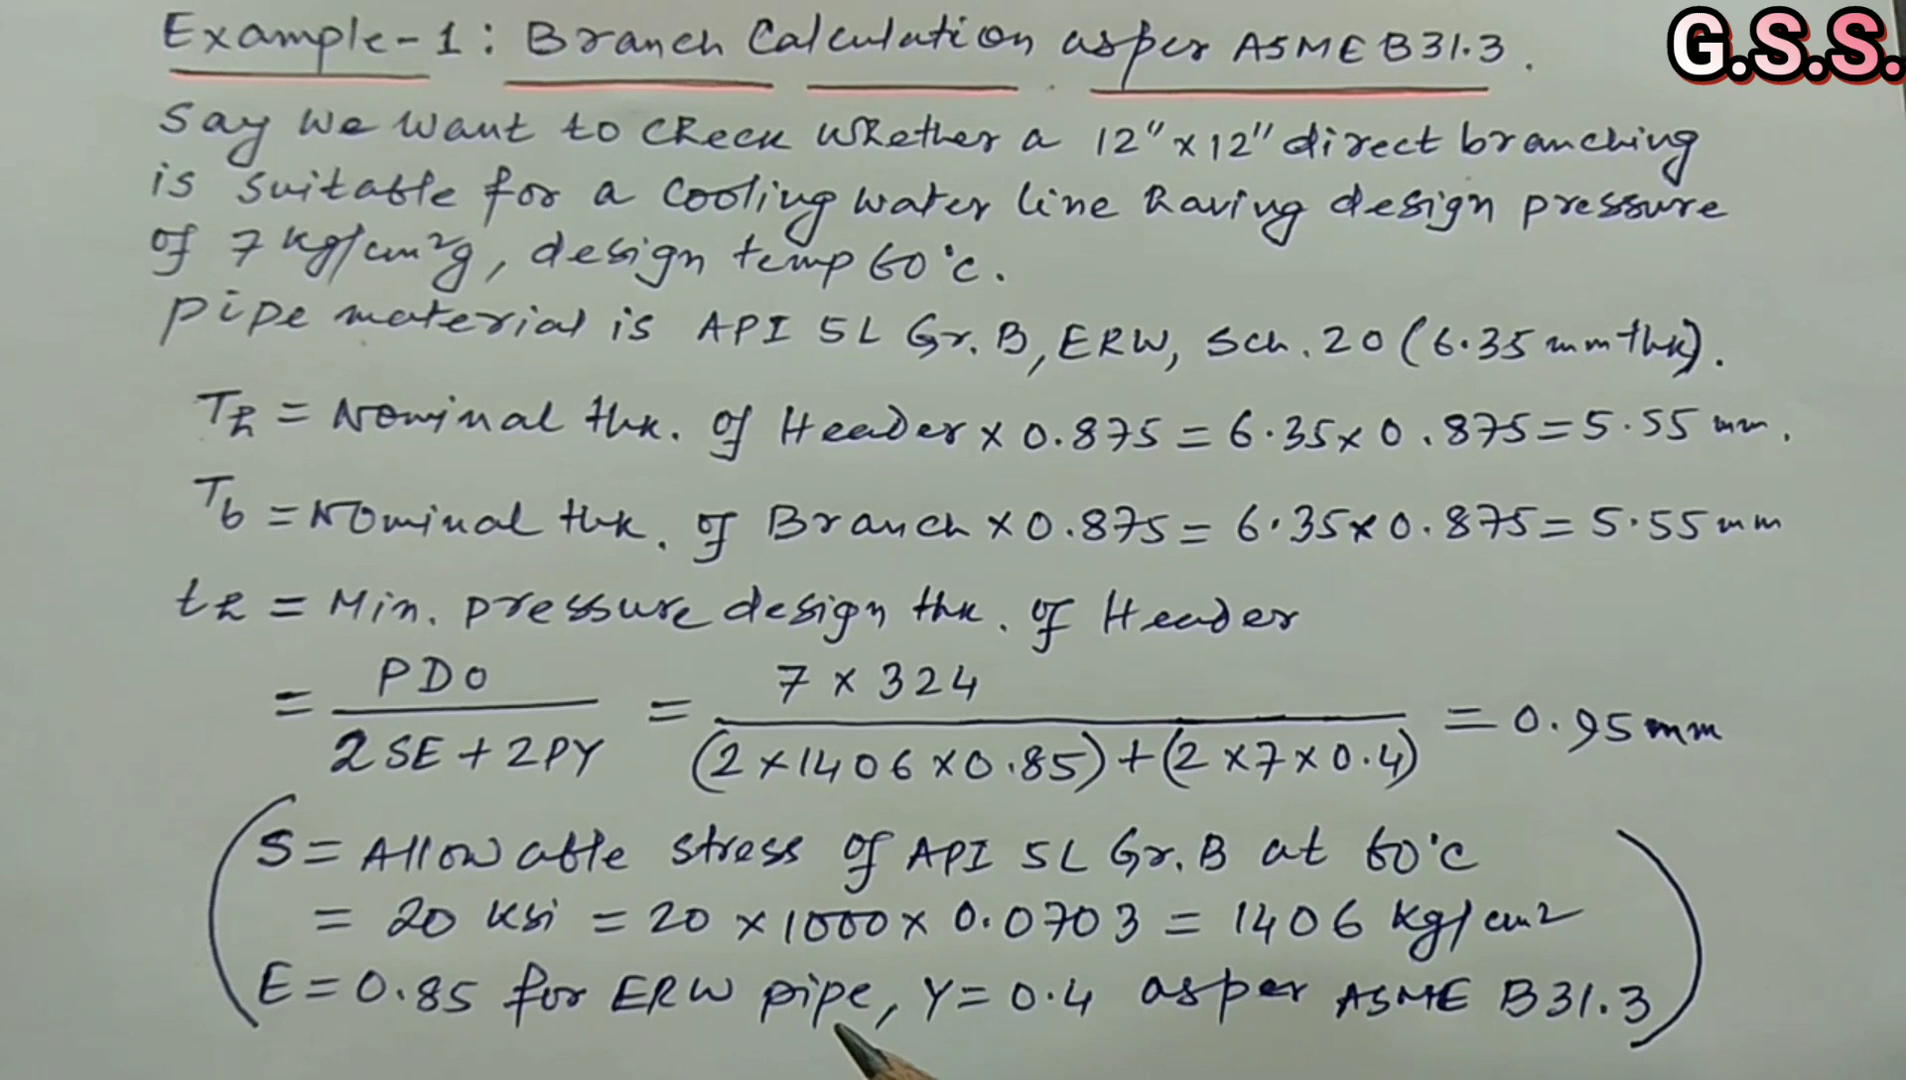 Example-1: Branch Calculation as per ASME B31.3.
G.S.S.
Say we want to check whether a 12"x12" direct branching
is suitable for a cooling water line having design pressure
of 7 kg/cm²g, design temp 60°c.
pipe material is API 5L Gr. B, ERW, Sch. 20 (6.35 mm thk).
Th = Nominal thk. of Header x 0.875 = 6.35 x 0.875 = 5.55 mm.
Tb = Nominal thk. of Branch x 0.875 = 6.35 x 0.875 = 5.55 mm
th = Min. pressure design thk. of Header
= PDo / 2SE + 2PY = 7 x 324 / (2 x 1406 x 0.85) + (2 x 7 x 0.4) = 0.95 mm
(S = Allowable stress of API 5L Gr. B at 60°c
= 20 Ksi = 20 x 1000 x 0.0703 = 1406 kg/cm2
E = 0.85 for ERW pipe, Y = 0.4 as per ASME B31.3)